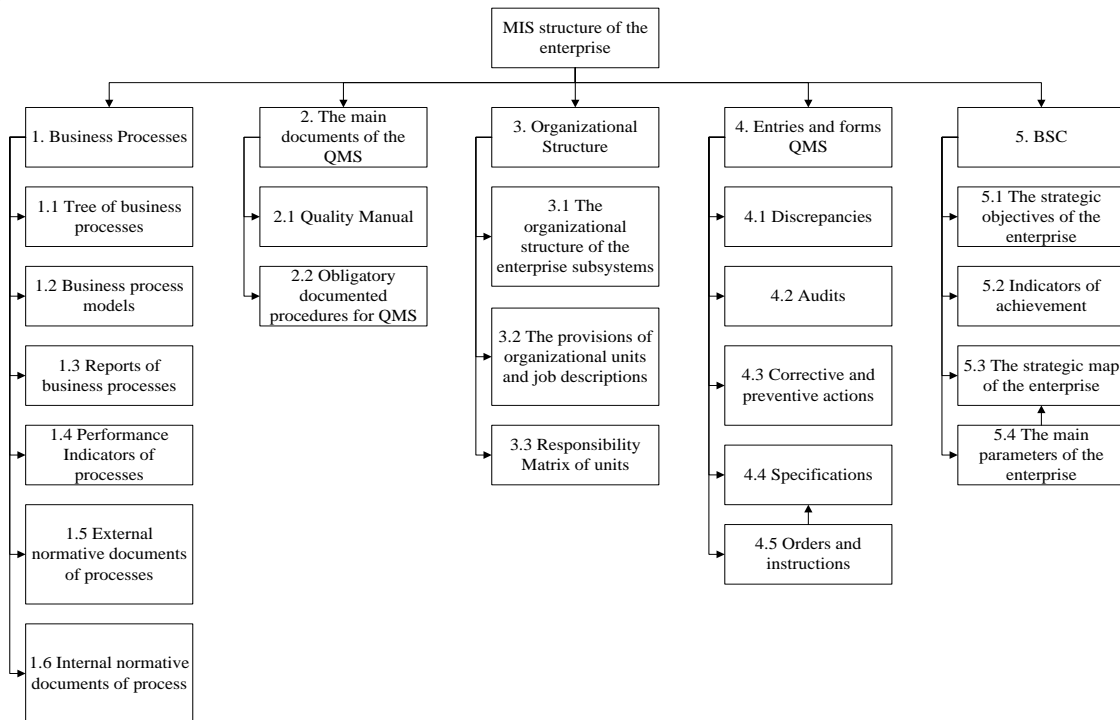 MIS structure of the
enterprise
1. Business Processes
1.1 Tree of business
processes
1.2 Business process
models
1.3 Reports of
business processes
1.4 Performance
Indicators of
processes
1.5 External
normative documents
of processes
1.6 Internal normative
documents of process
2. The main
documents of the
QMS
2.1 Quality Manual
2.2 Obligatory
documented
procedures for QMS
3. Organizational
Structure
3.1 The
organizational
structure of the
enterprise subsystems
3.2 The provisions of
organizational units
and job descriptions
3.3 Responsibility
Matrix of units
4. Entries and forms
QMS
4.1 Discrepancies
4.2 Audits
4.3 Corrective and
preventive actions
4.4 Specifications
4.5 Orders and
instructions
5. BSC
5.1 The strategic
objectives of the
enterprise
5.2 Indicators of
achievement
5.3 The strategic map
of the enterprise
5.4 The main
parameters of the
enterprise